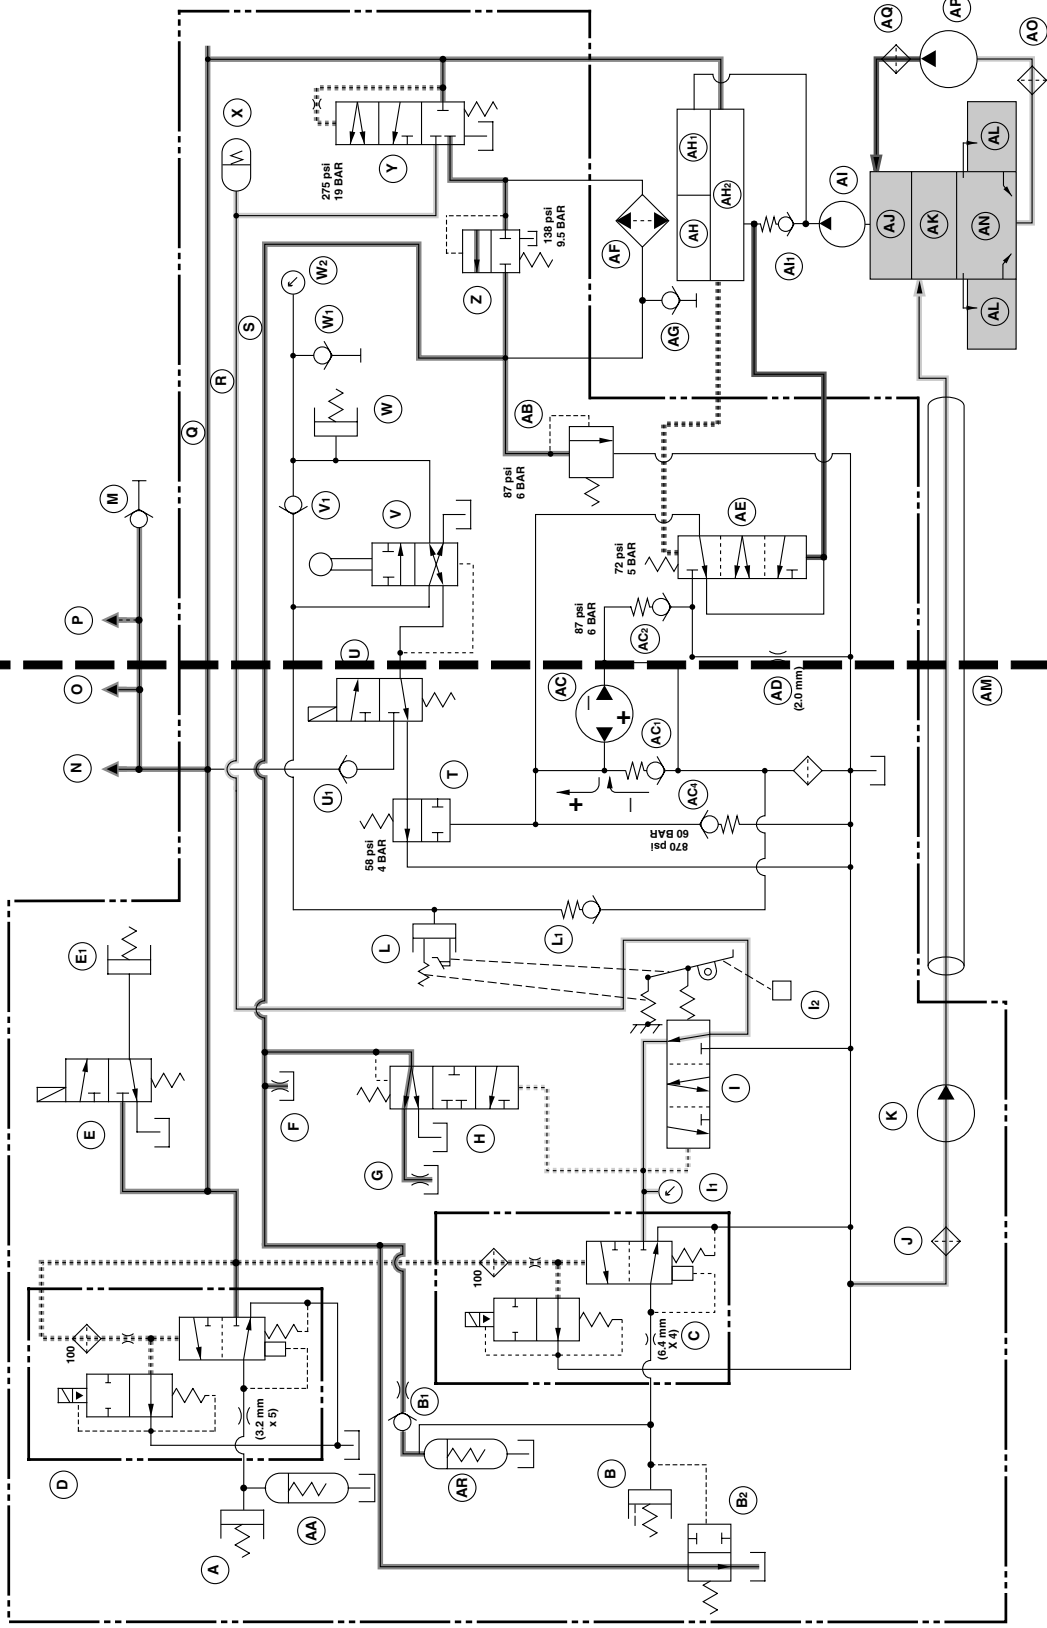 AQ
AP
AO
X
Y
275 psi
19 BAR
AH1
AH
AH2
AJ
AK
AL
AN
AL
AI
AI1
AF
AG
138 psi
9.5 BAR
Z
W2
W1
W
S
R
Q
V1
V
M
P
O
N
U
U1
T
58 psi
4 BAR
AB
87 psi
6 BAR
AE
72 psi
5 BAR
87 psi
6 BAR
AC2
AC
AC1
AC4
870 psi
60 BAR
AD
(2.0 mm)
AM
+
–
+
–
E1
E
L
L1
I2
I
I1
F
G
H
K
J
100
D
(3.2 mm
x 5)
AA
A
B1
AR
100
C
(6.4 mm
X 4)
B
B2